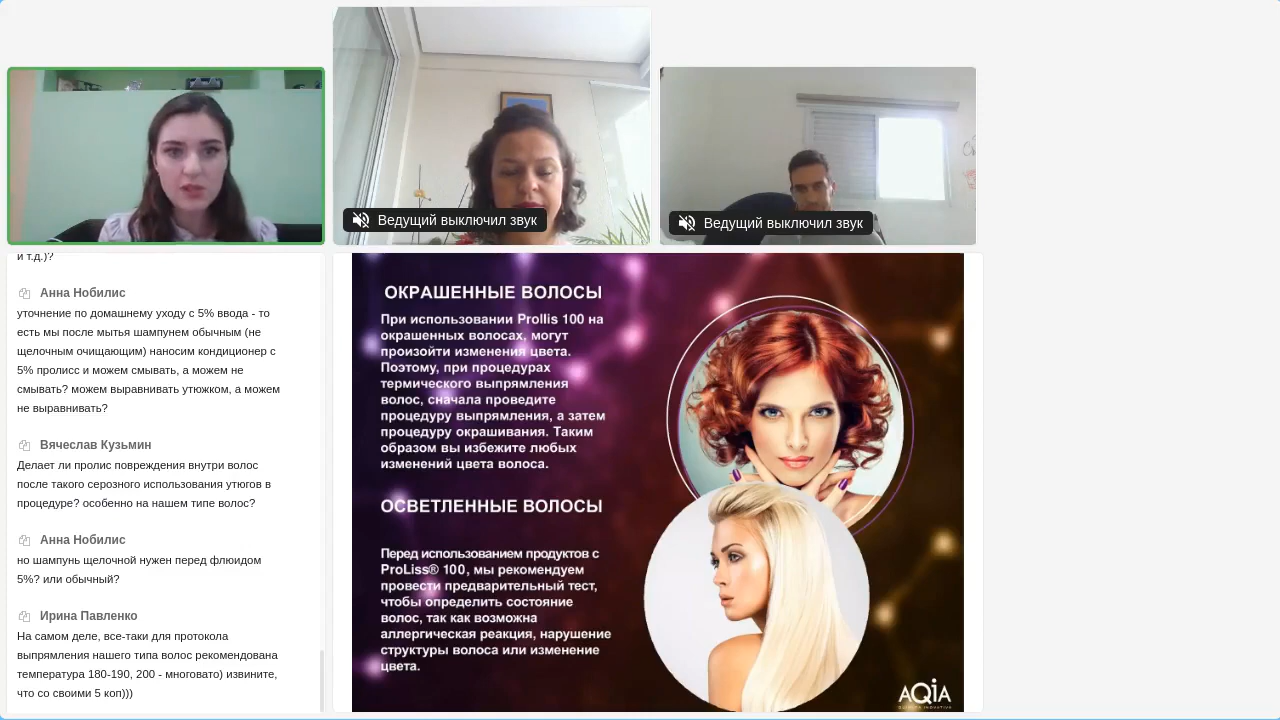 Ведущий выключил звук
Ведущий выключил звук
и т.д.)?
Анна Нобилис
уточнение по домашнему уходу с 5% ввода - то
есть мы после мытья шампунем обычным (не
щелочным очищающим) наносим кондиционер с
5% пролисс и можем смывать, а можем не
смывать? можем выравнивать утюжком, а можем
не выравнивать?
Вячеслав Кузьмин
Делает ли пролис повреждения внутри волос
после такого серозного использования утюгов в
процедуре? особенно на нашем типе волос?
Анна Нобилис
но шампунь щелочной нужен перед флюидом
5%? или обычный?
Ирина Павленко
На самом деле, все-таки для протокола
выпрямления нашего типа волос рекомендована
температура 180-190, 200 - многовато) извините,
что со своими 5 коп)))
ОКРАШЕННЫЕ ВОЛОСЫ
При использовании Prollis 100 на
окрашенных волосах, могут
произойти изменения цвета.
Поэтому, при процедурах
термического выпрямления
волос, сначала проведите
процедуру выпрямления, а затем
процедуру окрашивания. Таким
образом вы избежите любых
изменений цвета волоса.
ОСВЕТЛЕННЫЕ ВОЛОСЫ
Перед использованием продуктов с
ProLiss® 100, мы рекомендуем
провести предварительный тест,
чтобы определить состояние
волос, так как возможна
аллергическая реакция, нарушение
структуры волоса или изменение
цвета.
AQIA